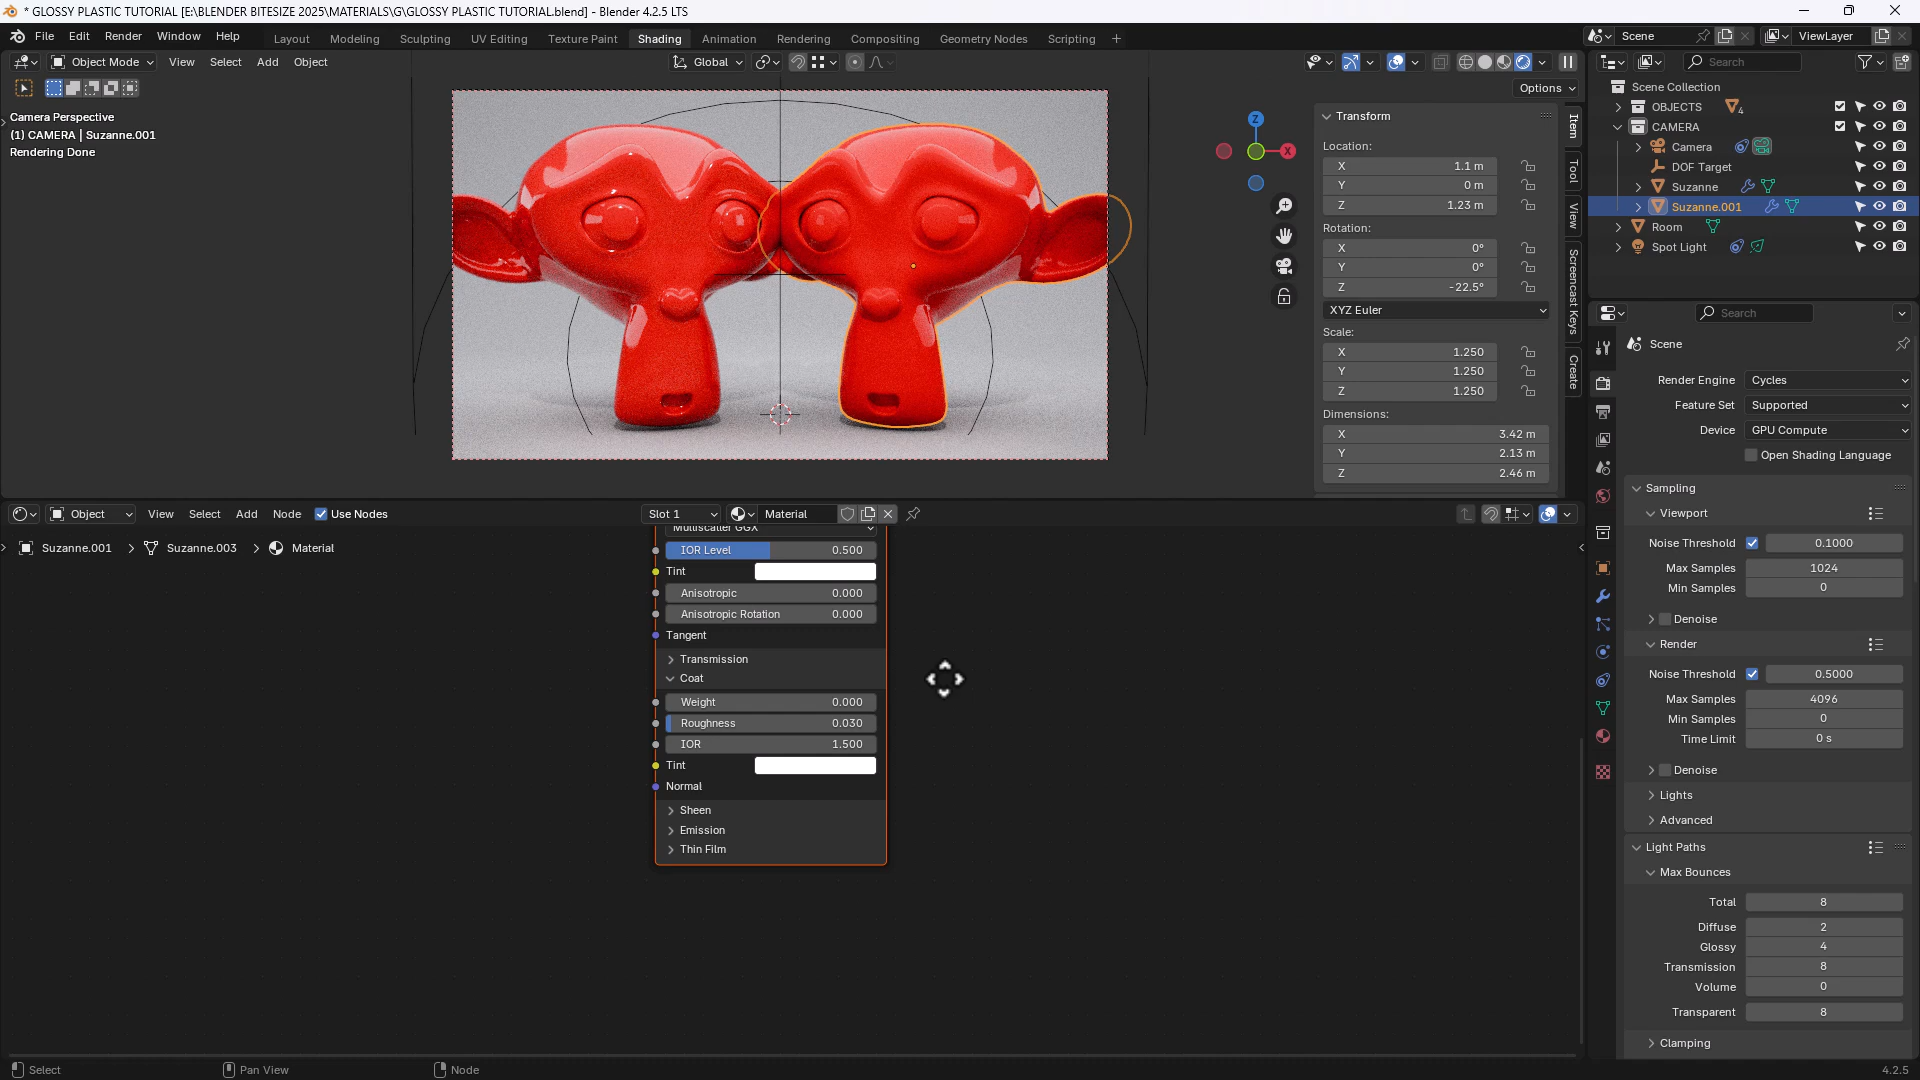 * GLOSSY PLASTIC TUTORIAL [E:\BLENDER BITESIZE 2025\MATERIALS\G\GLOSSY PLASTIC TUTORIAL.blend] - Blender 4.2.5 LTS
File Edit Render Window Help Layout Modeling Sculpting UV Editing Texture Paint Shading Animation Rendering Compositing Geometry Nodes Scripting + Scene ViewLayer
Object Mode View Select Add Object Global Search
Options
Camera Perspective
(1) CAMERA | Suzanne.001
Rendering Done
Z
X
Transform
Location:
X 1.1 m
Y 0 m
Z 1.23 m
Rotation:
X 0°
Y 0°
Z -22.5°
XYZ Euler
Scale:
X 1.250
Y 1.250
Z 1.250
Dimensions:
X 3.42 m
Y 2.13 m
Z 2.46 m
Item
Tool
View
Screencast Keys
Create
Scene Collection
OBJECTS 4
CAMERA
Camera
DOF Target
Suzanne
Suzanne.001
Room
Spot Light
Search
Scene
Render Engine Cycles
Feature Set Supported
Device GPU Compute
Open Shading Language
Sampling
Viewport
Noise Threshold 0.1000
Max Samples 1024
Min Samples 0
Denoise
Render
Noise Threshold 0.5000
Max Samples 4096
Min Samples 0
Time Limit 0 s
Denoise
Lights
Advanced
Light Paths
Max Bounces
Total 8
Diffuse 2
Glossy 4
Transmission 8
Volume 0
Transparent 8
Clamping
Object View Select Add Node Use Nodes Slot 1 Material
Suzanne.001 > Suzanne.003 > Material
Multiscatter GGX
IOR Level 0.500
Tint
Anisotropic 0.000
Anisotropic Rotation 0.000
Tangent
Transmission
Coat
Weight 0.000
Roughness 0.030
IOR 1.500
Tint
Normal
Sheen
Emission
Thin Film
Select Pan View Node 4.2.5